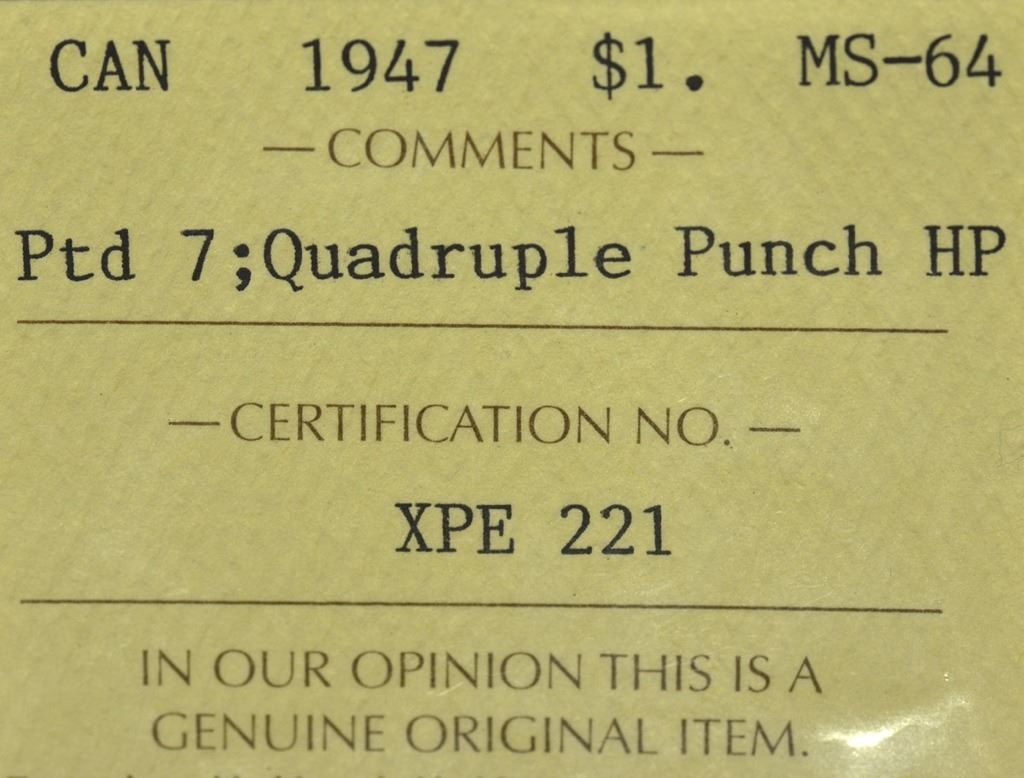 CAN 1947 $1. MS-64
— COMMENTS —
Ptd 7;Quadruple Punch HP
— CERTIFICATION NO. —
XPE 221
IN OUR OPINION THIS IS A
GENUINE ORIGINAL ITEM.